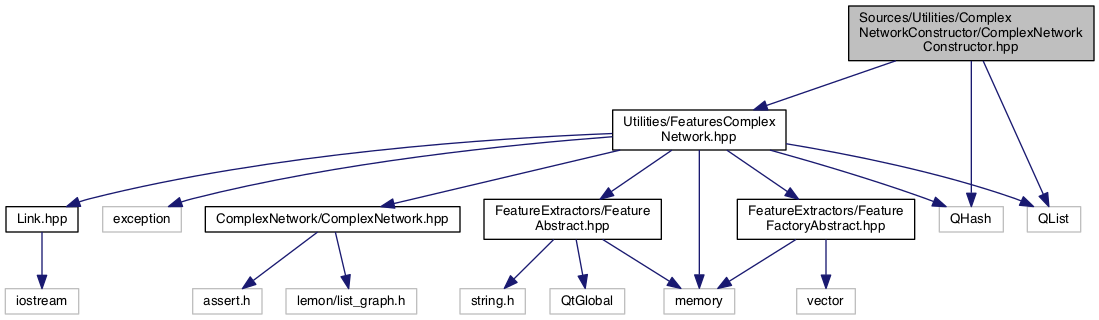 Sources/Utilities/Complex
NetworkConstructor/ComplexNetwork
Constructor.hpp
Utilities/FeaturesComplex
Network.hpp
Link.hpp
exception
ComplexNetwork/ComplexNetwork.hpp
FeatureExtractors/Feature
Abstract.hpp
FeatureExtractors/Feature
FactoryAbstract.hpp
QHash
QList
iostream
assert.h
lemon/list_graph.h
string.h
QtGlobal
memory
vector